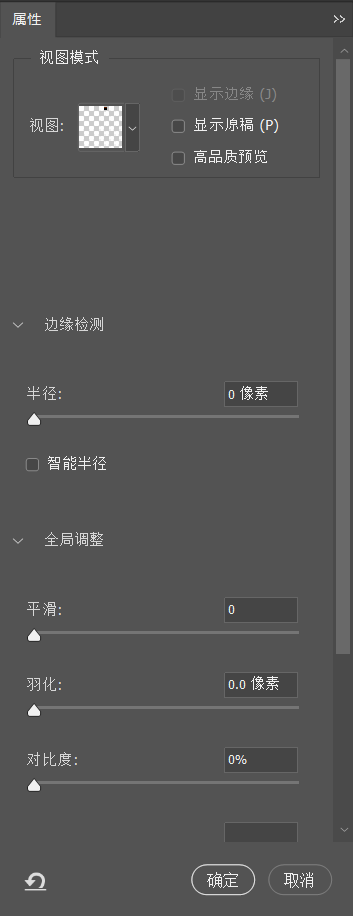 属性
视图模式
视图:
显示边缘 (J)
显示原稿 (P)
高品质预览
边缘检测
半径:
0 像素
智能半径
全局调整
平滑:
0
羽化:
0.0 像素
对比度:
0%
确定
取消